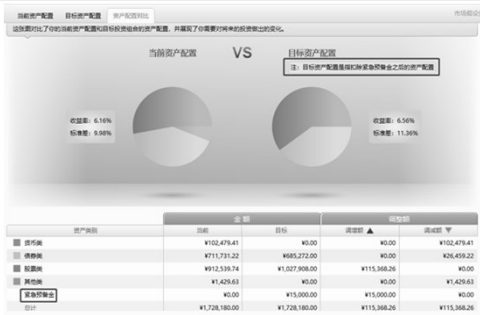 当前资产配置 目标资产配置 资产配置对比
这张图对比了你的当前资产配置和目标投资组合的资产配置,并展现了你需要对将来的投资做出的变化。
当前资产配置 VS 目标资产配置
注:目标资产配置是指扣除紧急预备金之后的资产配置
收益率: 6.16%
标准差: 9.98%
收益率: 6.56%
标准差: 11.36%
金额 调整额
资产类别 当前 目标 调增额 ▲ 调减额 ▼
货币类 ¥102,479.41 ¥0.00 ¥0.00 ¥102,479.41
债券类 ¥711,731.22 ¥685,272.00 ¥0.00 ¥26,459.22
股票类 ¥912,539.74 ¥1,027,908.00 ¥115,368.26 ¥0.00
其他类 ¥1,429.63 ¥0.00 ¥0.00 ¥1,429.63
紧急预备金 ¥0.00 ¥15,000.00 ¥15,000.00 ¥0.00
总计 ¥1,728,180.00 ¥1,728,180.00 ¥115,368.26 ¥115,368.26